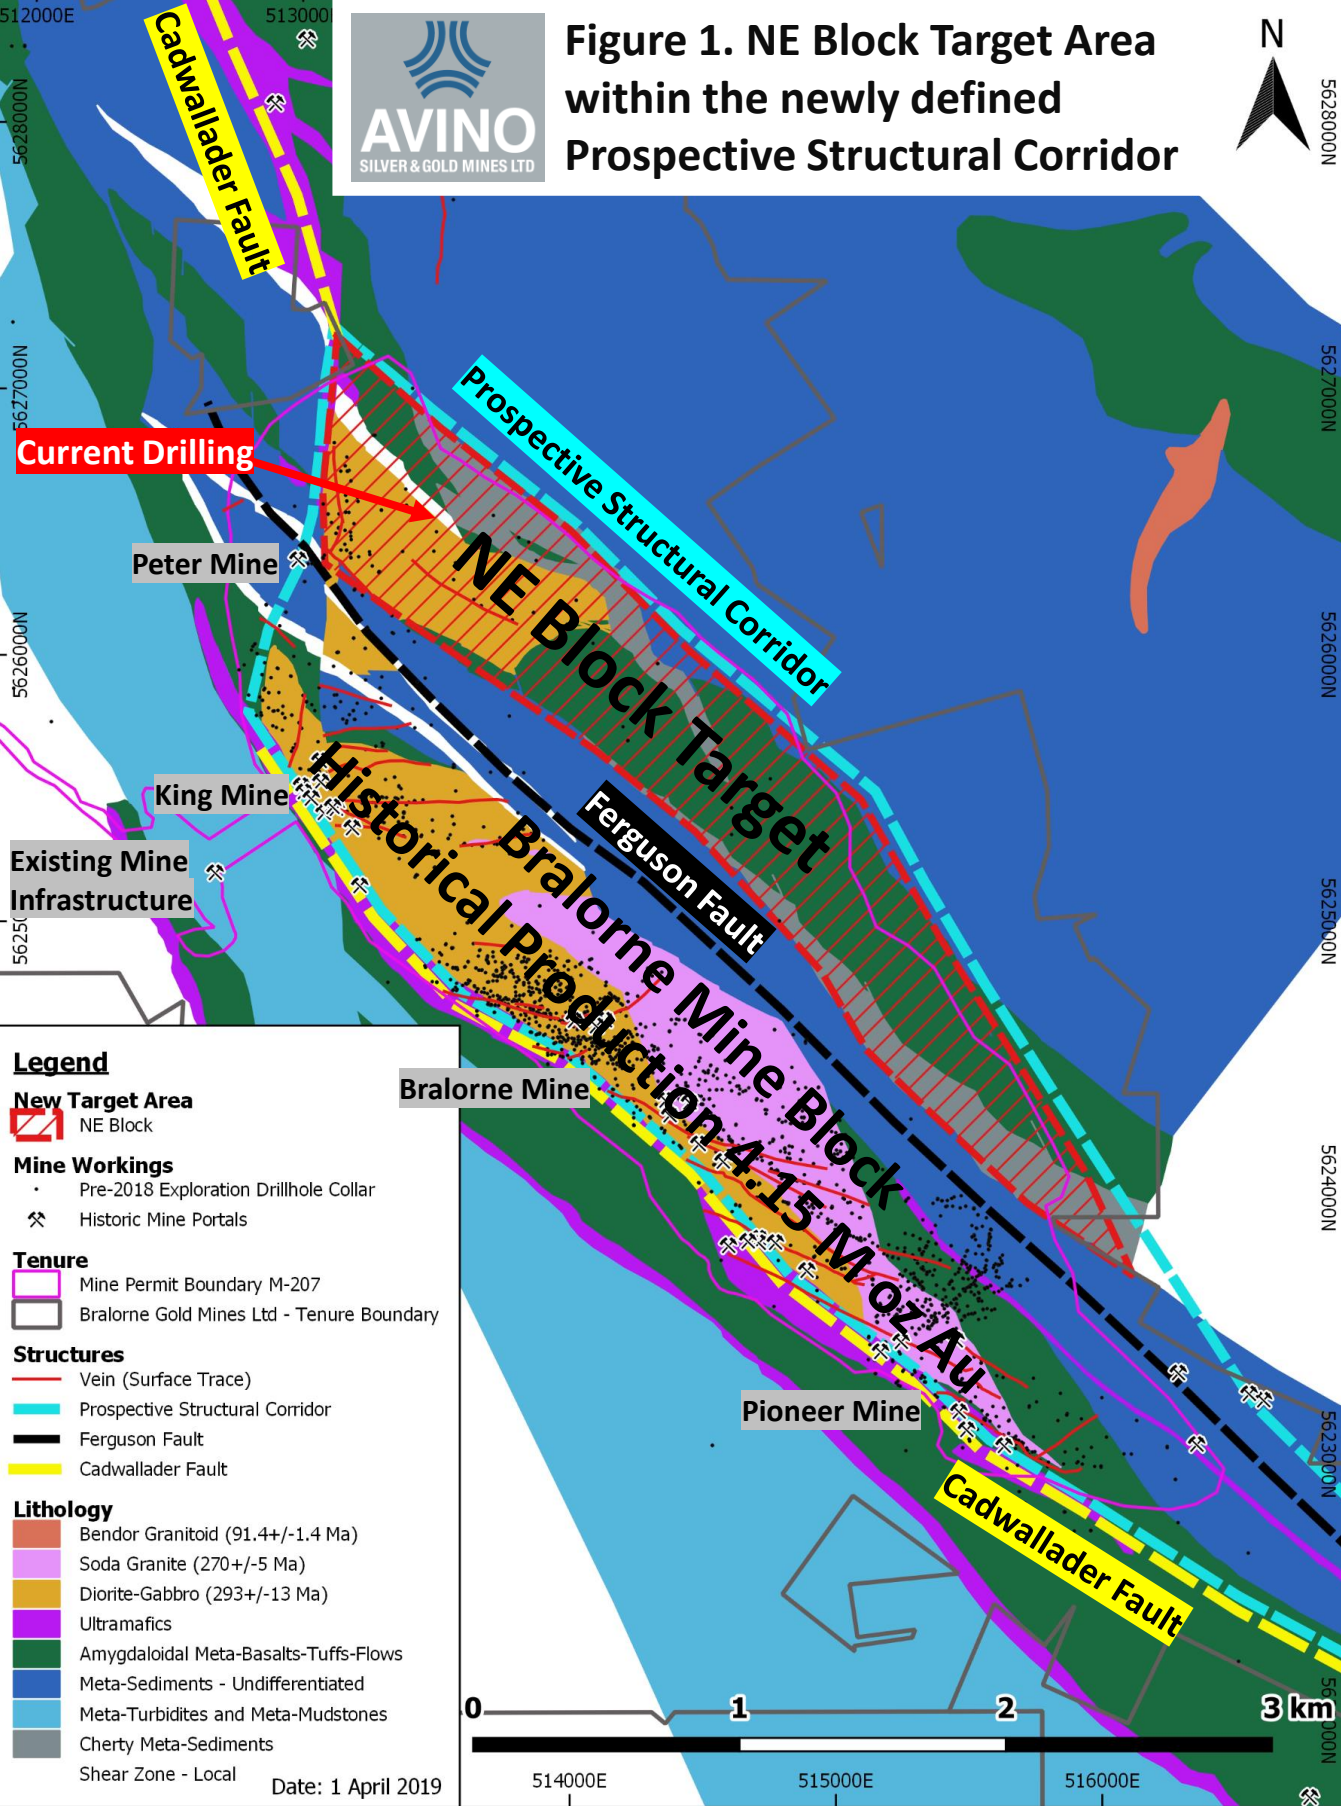 512000E
513000
Figure 1. NE Block Target Area
within the newly defined
Prospective Structural Corridor
AVINO
SILVER & GOLD MINES LTD
N
5628000N
5628000N
Cadwallader Fault
5627000N
5627000N
Prospective Structural Corridor
Current Drilling
NE Block Target
Peter Mine
5626000N
5626000N
King Mine
Ferguson Fault
Historical Production 4.15 Moz Au
Bralorne Mine Block
Existing Mine
Infrastructure
5625000N
Bralorne Mine
5624000N
Pioneer Mine
5623000N
Cadwallader Fault
Legend
New Target Area
NE Block
Mine Workings
Pre-2018 Exploration Drillhole Collar
Historic Mine Portals
Tenure
Mine Permit Boundary M-207
Bralorne Gold Mines Ltd - Tenure Boundary
Structures
Vein (Surface Trace)
Prospective Structural Corridor
Ferguson Fault
Cadwallader Fault
Lithology
Bendor Granitoid (91.4+/-1.4 Ma)
Soda Granite (270+/-5 Ma)
Diorite-Gabbro (293+/-13 Ma)
Ultramafics
Amygdaloidal Meta-Basalts-Tuffs-Flows
Meta-Sediments - Undifferentiated
Meta-Turbidites and Meta-Mudstones
Cherty Meta-Sediments
Shear Zone - Local
Date: 1 April 2019
0 1 2 3 km
514000E
515000E
516000E